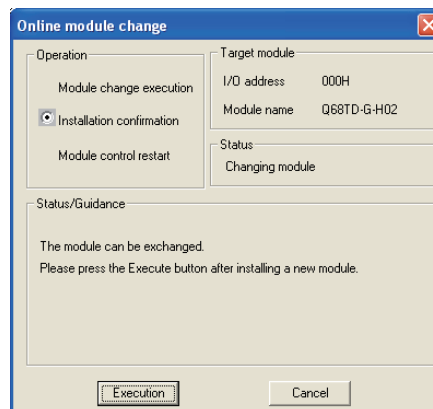 Online module change
Operation
Module change execution
Installation confirmation
Module control restart
Target module
I/O address 000H
Module name Q68TD-G-H02
Status
Changing module
Status/Guidance
The module can be exchanged.
Please press the Execute button after installing a new module.
Execution
Cancel